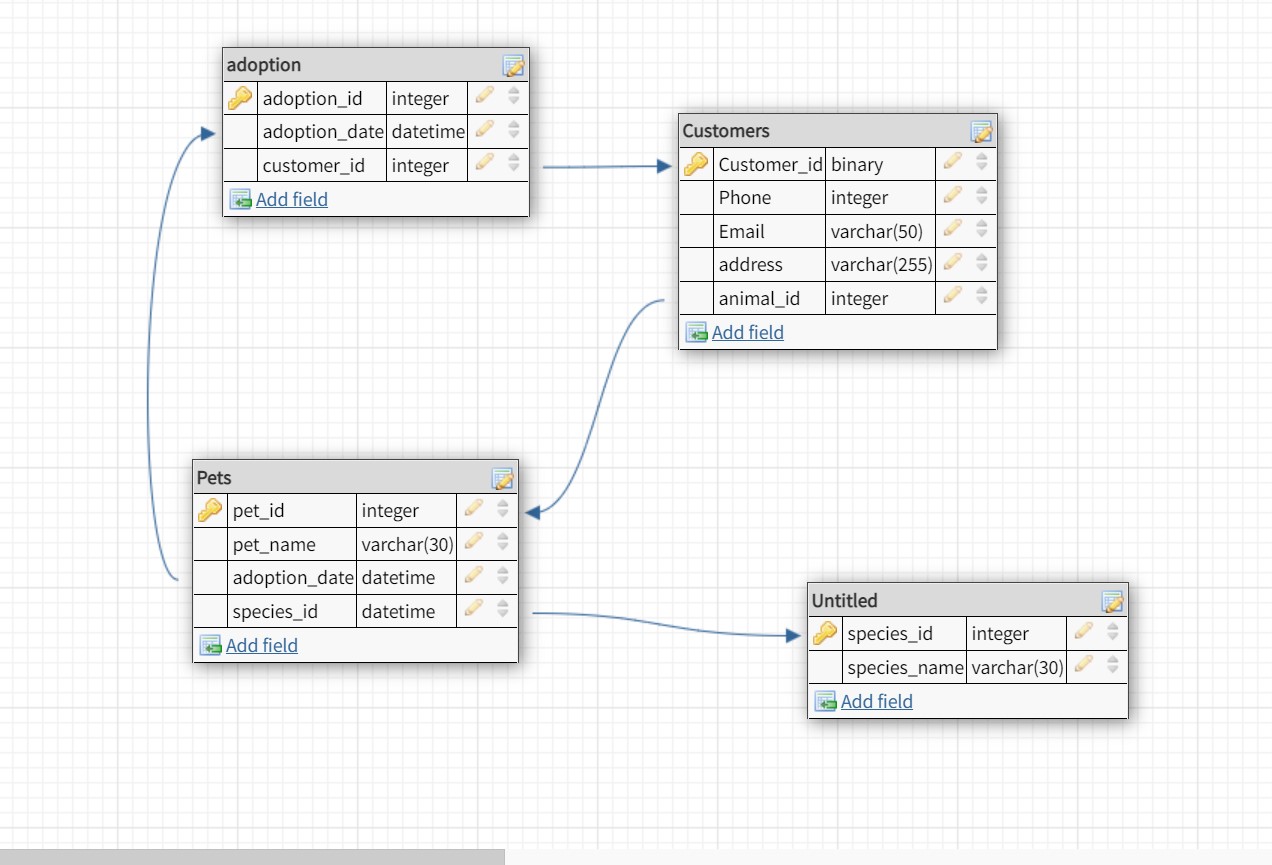 adoption
adoption_id integer
adoption_date datetime
customer_id integer
Add field
Customers
Customer_id binary
Phone integer
Email varchar(50)
address varchar(255)
animal_id integer
Add field
Pets
pet_id integer
pet_name varchar(30)
adoption_date datetime
species_id datetime
Add field
Untitled
species_id integer
species_name varchar(30)
Add field